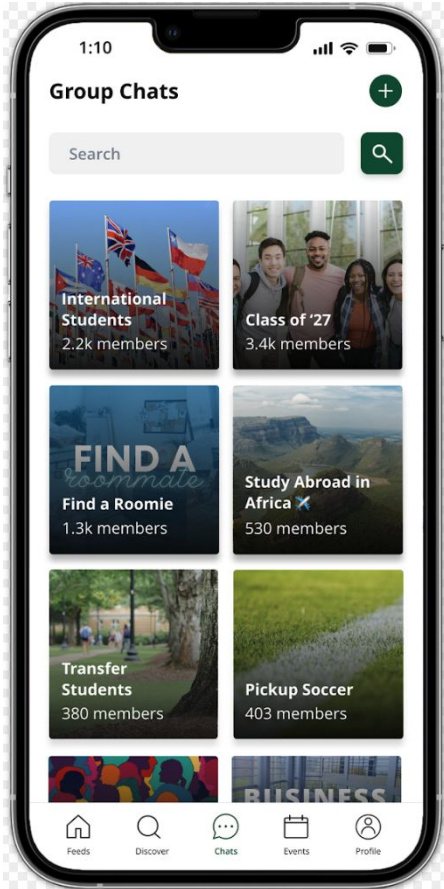 1:10
Group Chats
Search
International
Students
2.2k members
Class of ‘27
3.4k members
FIND A
roommate
Find a Roomie
1.3k members
Study Abroad in
Africa ✈️
530 members
Transfer
Students
380 members
Pickup Soccer
403 members
BUSINESS
Feeds
Discover
Chats
Events
Profile